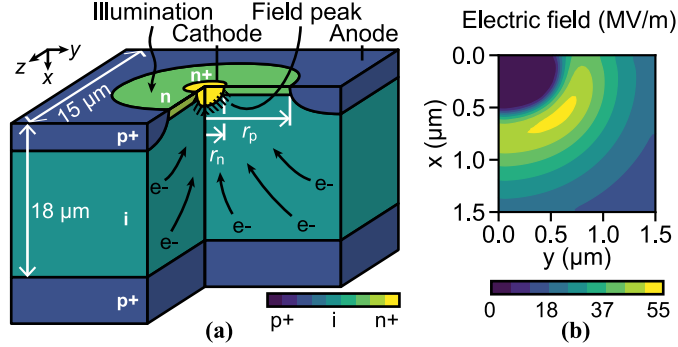 Illumination
Field peak
Cathode
Anode
y
z
x
n+
n
15 µm
p+
r_p
r_n
18 µm
i
e-
e-
e-
e-
e-
p+
p+ i n+
(a)
Electric field (MV/m)
0.0
0.5
1.0
1.5
x (µm)
0.0 0.5 1.0 1.5
y (µm)
0 18 37 55
(b)